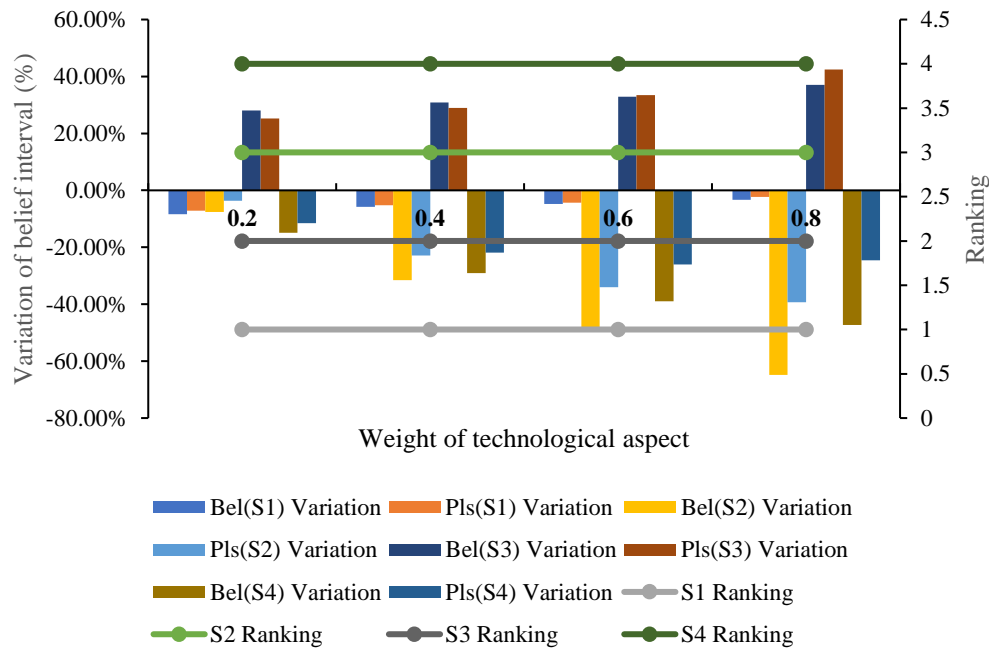 60.00%
40.00%
20.00%
0.00%
-20.00%
-40.00%
-60.00%
-80.00%
Variation of belief interval (%)
0.2 0.4 0.6 0.8
4.5
4
3.5
3
2.5
2
1.5
1
0.5
0
Ranking
Weight of technological aspect
Bel(S1) Variation Pls(S1) Variation Bel(S2) Variation
Pls(S2) Variation Bel(S3) Variation Pls(S3) Variation
Bel(S4) Variation Pls(S4) Variation S1 Ranking
S2 Ranking S3 Ranking S4 Ranking